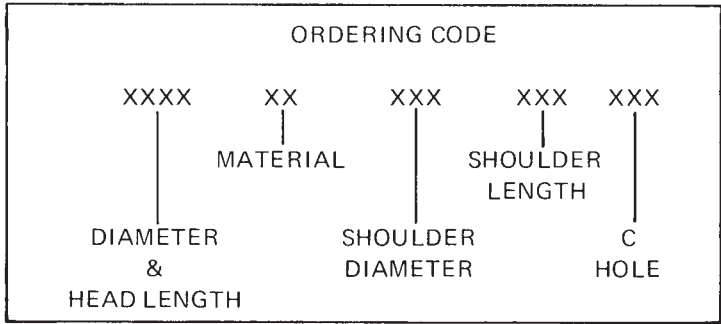 ORDERING CODE
XXXX XX XXX XXX XXX
MATERIAL SHOULDER
LENGTH
DIAMETER SHOULDER C
& DIAMETER HOLE
HEAD LENGTH